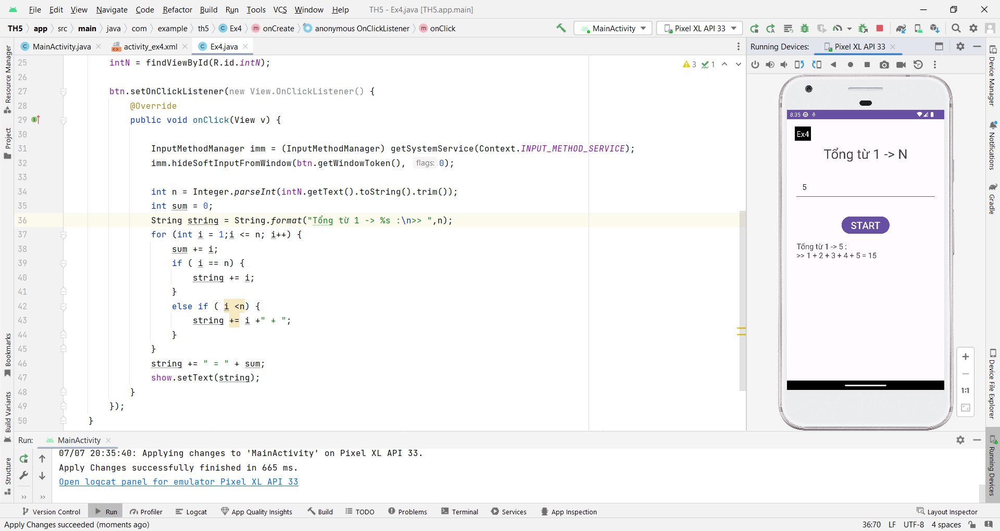 File Edit View Navigate Code Refactor Build Run Tools VCS Window Help TH5 - Ex4.java [TH5.app.main]
TH5 app src main java com example th5 Ex4 onCreate anonymous OnClickListener onClick MainActivity Pixel XL API 33
MainActivity.java activity_ex4.xml Ex4.java
Running Devices: Pixel XL API 33
25 intN = findViewById(R.id.intN);
3 1
26
27 btn.setOnClickListener(new View.OnClickListener() {
28 @Override
29 public void onClick(View v) {
30
31 InputMethodManager imm = (InputMethodManager) getSystemService(Context.INPUT_METHOD_SERVICE);
32 imm.hideSoftInputFromWindow(btn.getWindowToken(), flags: 0);
33
34 int n = Integer.parseInt(intN.getText().toString().trim());
35 int sum = 0;
36 String string = String.format("Tổng từ 1 -> %s :\n>> ",n);
37 for (int i = 1;i <= n; i++) {
38 sum += i;
39 if ( i == n) {
40 string += i;
41 }
42 else if ( i <n) {
43 string += i +" + ";
44 }
45 }
46 string += " = " + sum;
47 show.setText(string);
48 }
49 });
50 }
8:35
Ex4
Tổng từ 1 -> N
5
START
Tổng từ 1 -> 5 :
>> 1 + 2 + 3 + 4 + 5 = 15
1:1
Resource Manager
Project
Bookmarks
Build Variants
Structure
Device Manager
Notifications
Gradle
Device File Explorer
Running Devices
Run: MainActivity
07/07 20:35:40: Applying changes to 'MainActivity' on Pixel XL API 33.
Apply Changes successfully finished in 665 ms.
Open logcat panel for emulator Pixel XL API 33
>> >>
Version Control Run Profiler Logcat App Quality Insights Build TODO Problems Terminal Services App Inspection Layout Inspector
Apply Changes succeeded (moments ago) 36:70 LF UTF-8 4 spaces